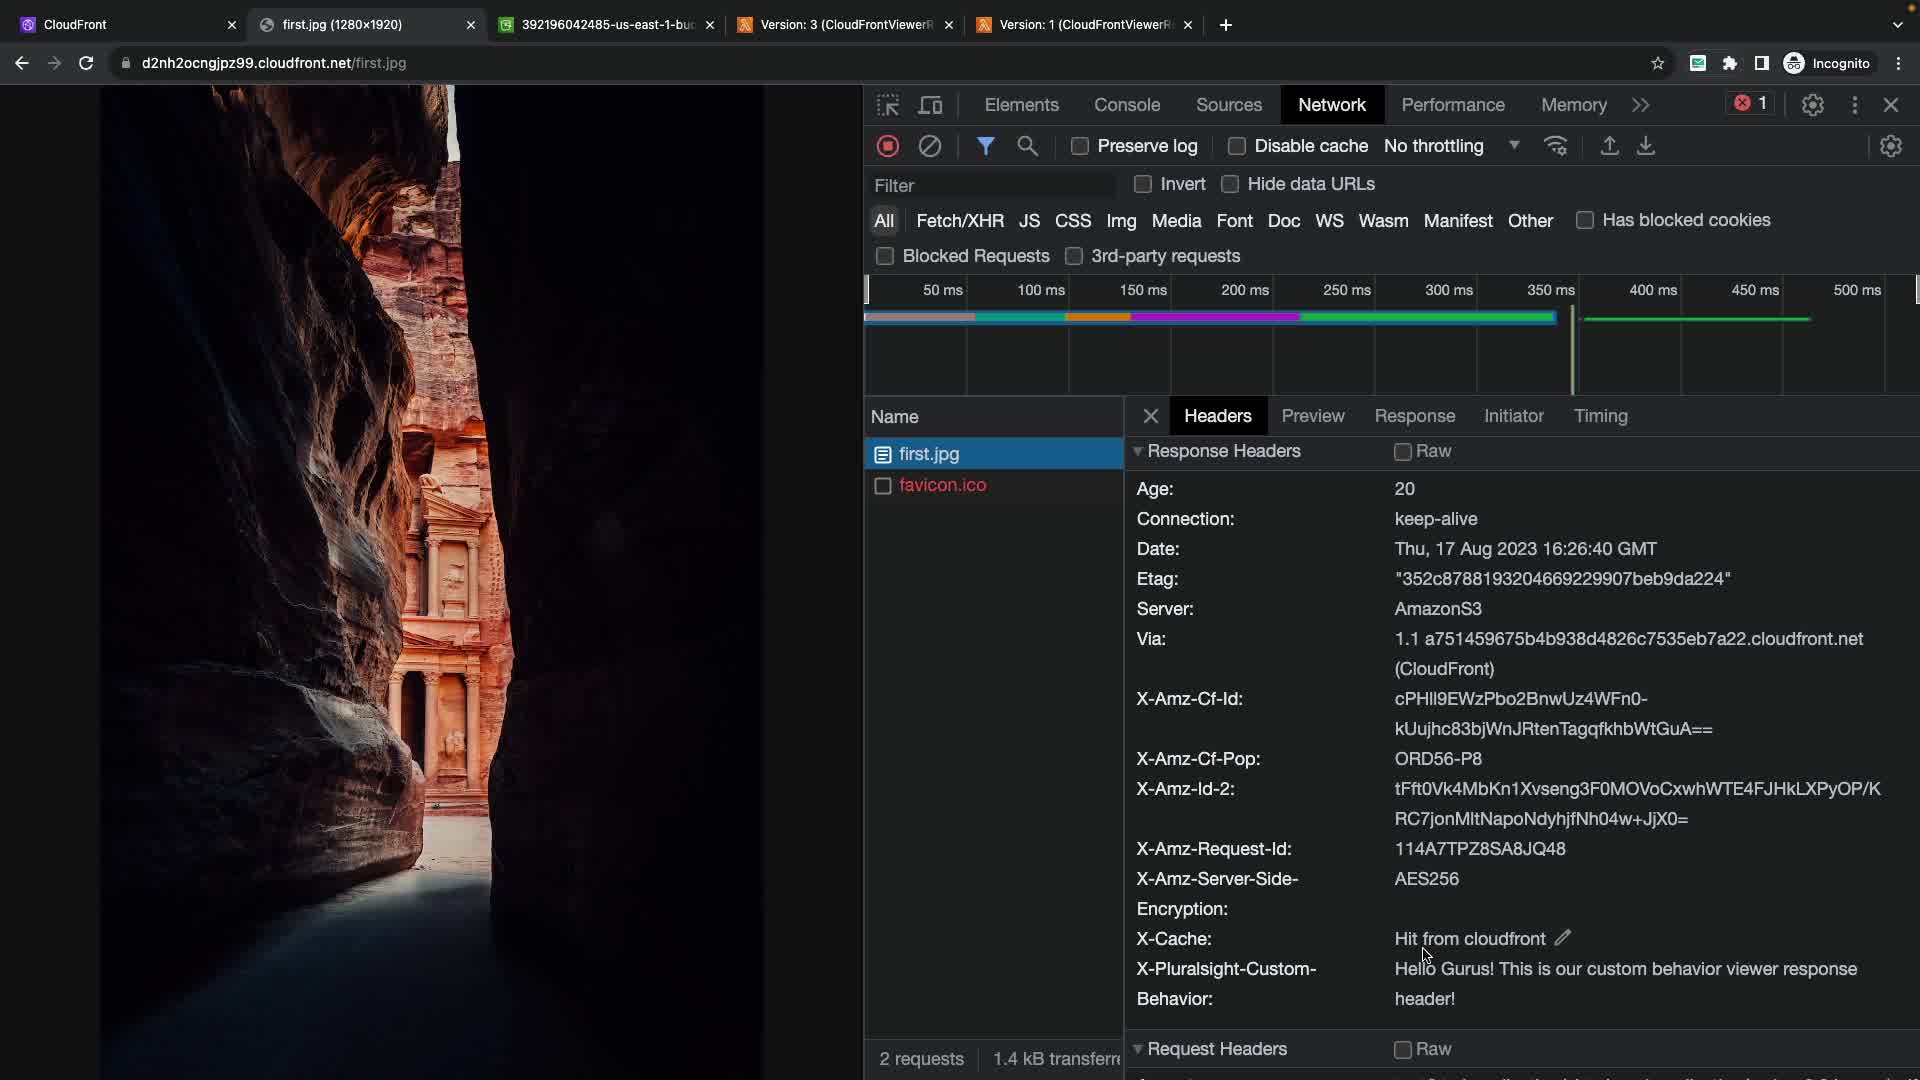 CloudFront
first.jpg (1280×1920)
392196042485-us-east-1-buc
Version: 3 (CloudFrontViewerR
Version: 1 (CloudFrontViewerR
d2nh2ocngjpz99.cloudfront.net/first.jpg
Incognito
Elements Console Sources Network Performance Memory 1
Preserve log Disable cache No throttling
Filter Invert Hide data URLs
All Fetch/XHR JS CSS Img Media Font Doc WS Wasm Manifest Other Has blocked cookies
Blocked Requests 3rd-party requests
50 ms 100 ms 150 ms 200 ms 250 ms 300 ms 350 ms 400 ms 450 ms 500 ms
Name
first.jpg
favicon.ico
2 requests 1.4 kB transferre
Headers Preview Response Initiator Timing
Response Headers Raw
Age: 20
Connection: keep-alive
Date: Thu, 17 Aug 2023 16:26:40 GMT
Etag: "352c8788193204669229907beb9da224"
Server: AmazonS3
Via: 1.1 a751459675b4b938d4826c7535eb7a22.cloudfront.net
(CloudFront)
X-Amz-Cf-Id: cPHll9EWzPbo2BnwUz4WFn0-
kUujhc83bjWnJRtenTagqfkhbWtGuA==
X-Amz-Cf-Pop: ORD56-P8
X-Amz-Id-2: tFft0Vk4MbKn1Xvseng3F0MOVoCxwhWTE4FJHkLXPyOP/K
RC7jonMltNapoNdyhjfNh04w+JjX0=
X-Amz-Request-Id: 114A7TPZ8SA8JQ48
X-Amz-Server-Side- AES256
Encryption:
X-Cache: Hit from cloudfront
X-Pluralsight-Custom- Hello Gurus! This is our custom behavior viewer response
Behavior: header!
Request Headers Raw